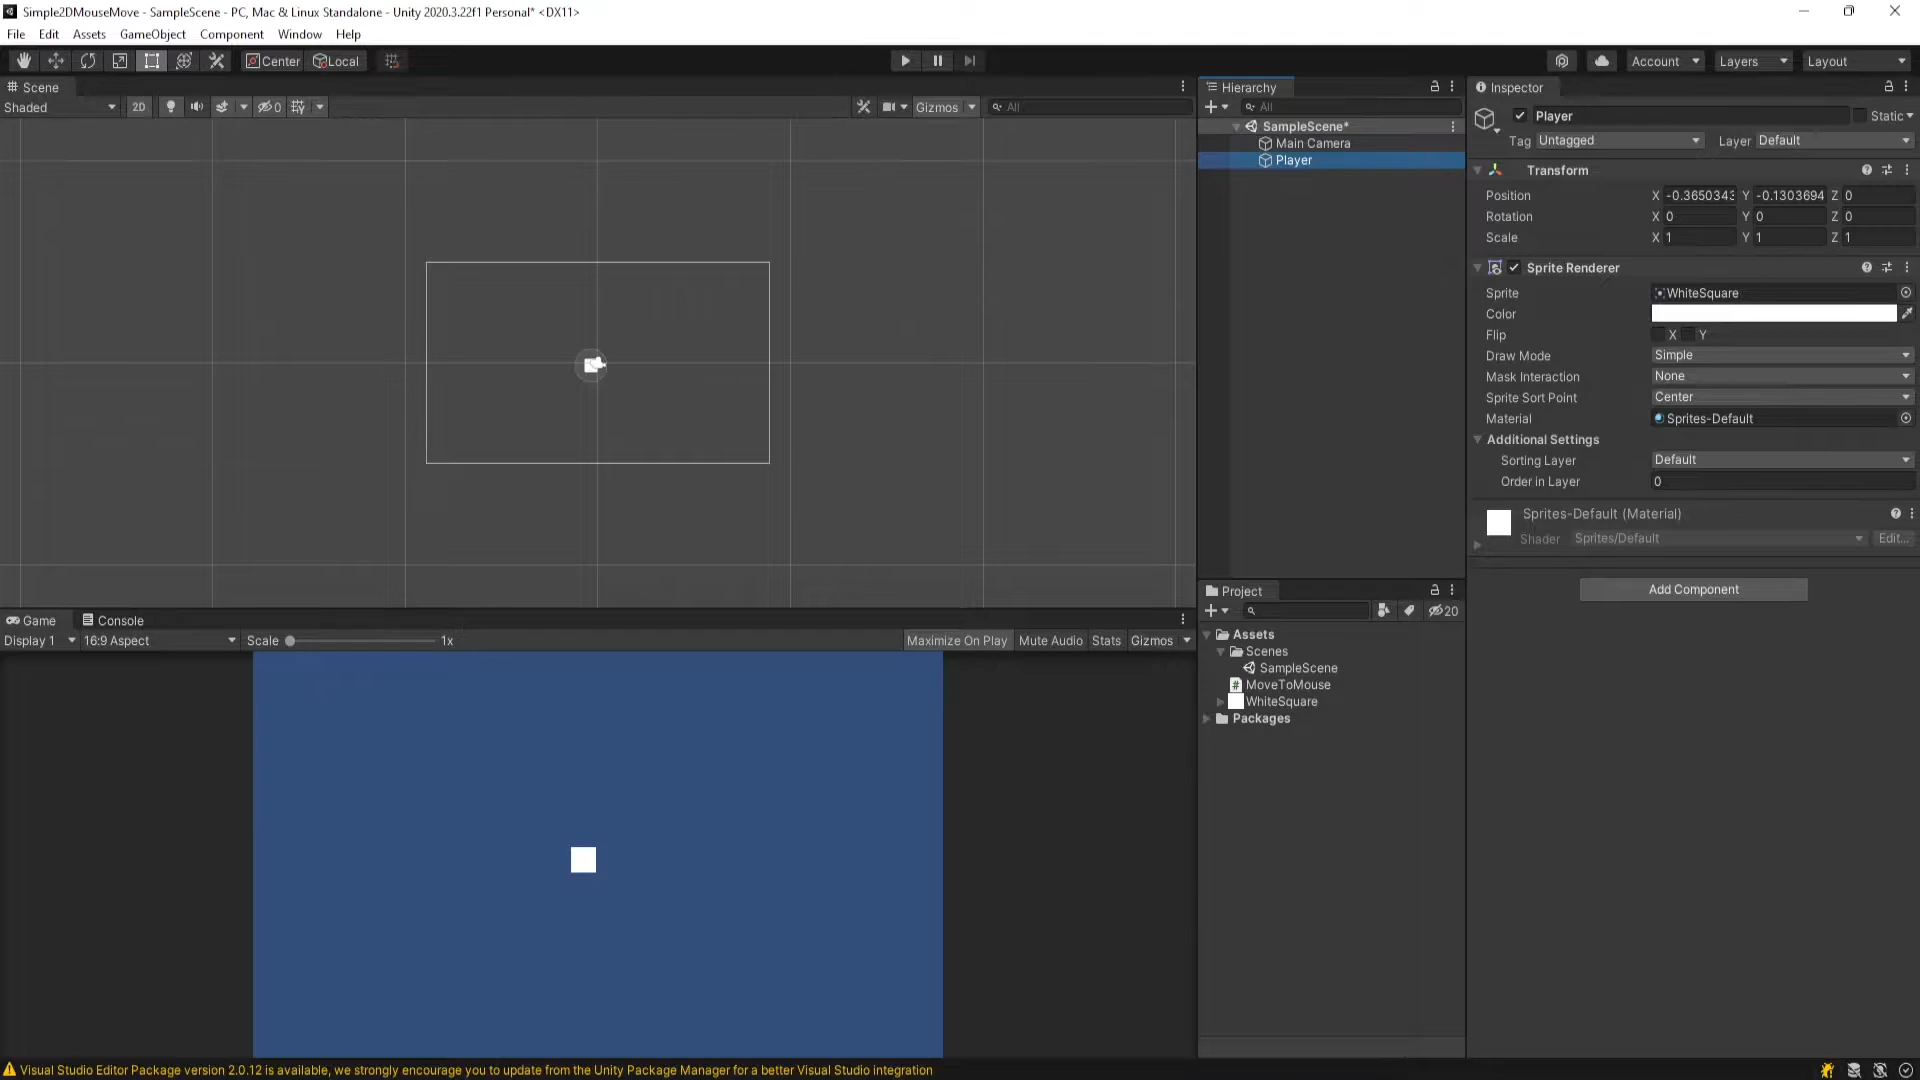 Simple2DMouseMove - SampleScene - PC, Mac & Linux Standalone - Unity 2020.3.22f1 Personal* <DX11>
File Edit Assets GameObject Component Window Help
Center Local Account Layers Layout
Scene
Shaded 2D 0 Gizmos All
Game Console
Display 1 16:9 Aspect Scale 1x Maximize On Play Mute Audio Stats Gizmos
Hierarchy
All
SampleScene*
Main Camera
Player
Project
20
Assets
Scenes
SampleScene
MoveToMouse
WhiteSquare
Packages
Inspector
Player Static
Tag Untagged Layer Default
Transform
Position X -0.3650343 Y -0.1303694 Z 0
Rotation X 0 Y 0 Z 0
Scale X 1 Y 1 Z 1
Sprite Renderer
Sprite WhiteSquare
Color
Flip X Y
Draw Mode Simple
Mask Interaction None
Sprite Sort Point Center
Material Sprites-Default
Additional Settings
Sorting Layer Default
Order in Layer 0
Sprites-Default (Material)
Shader Sprites/Default Edit...
Add Component
Visual Studio Editor Package version 2.0.12 is available, we strongly encourage you to update from the Unity Package Manager for a better Visual Studio integration